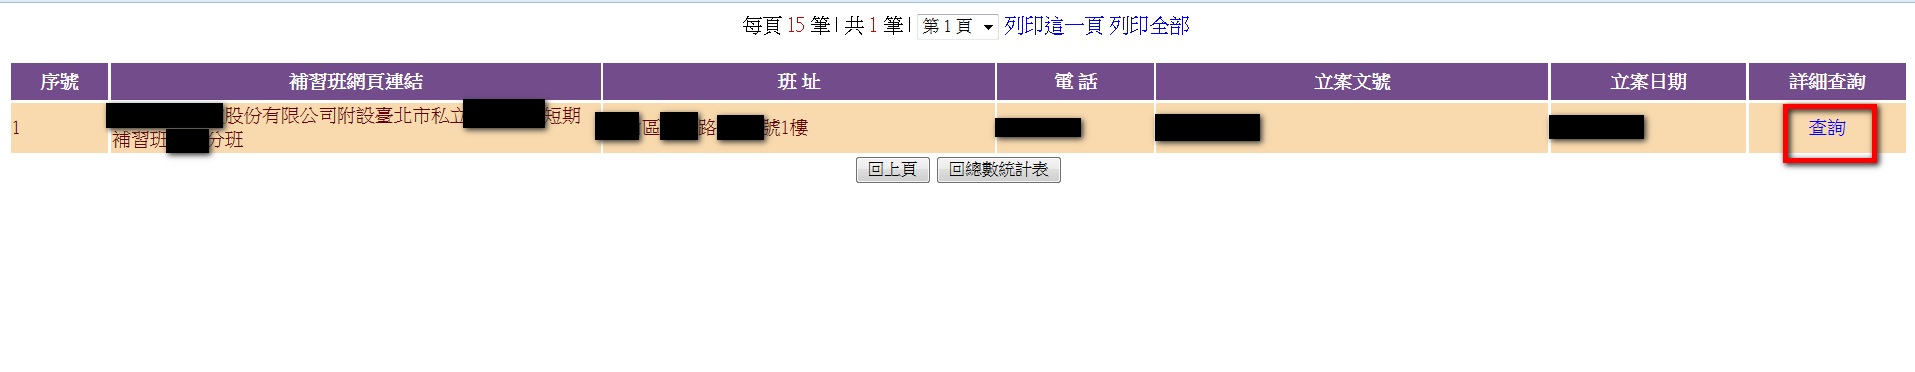 每頁 15 筆 | 共 1 筆 | 第 1 頁 列印這一頁 列印全部
序號 補習班網頁連結 班 址 電 話 立案文號 立案日期 詳細查詢
1 股份有限公司附設臺北市私立 短期 區 路 號1樓 查詢
補習班 分班
回上頁 回總數統計表